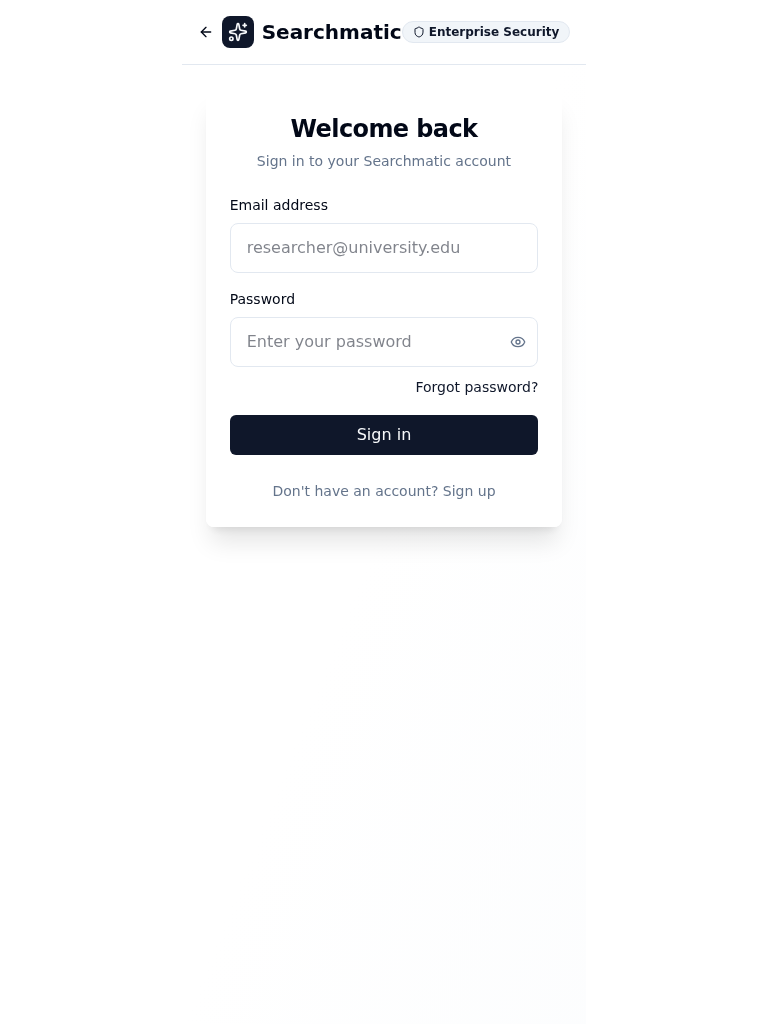 Searchmatic
Enterprise Security
Welcome back
Sign in to your Searchmatic account
Email address
researcher@university.edu
Password
Enter your password
Forgot password?
Sign in
Don't have an account? Sign up